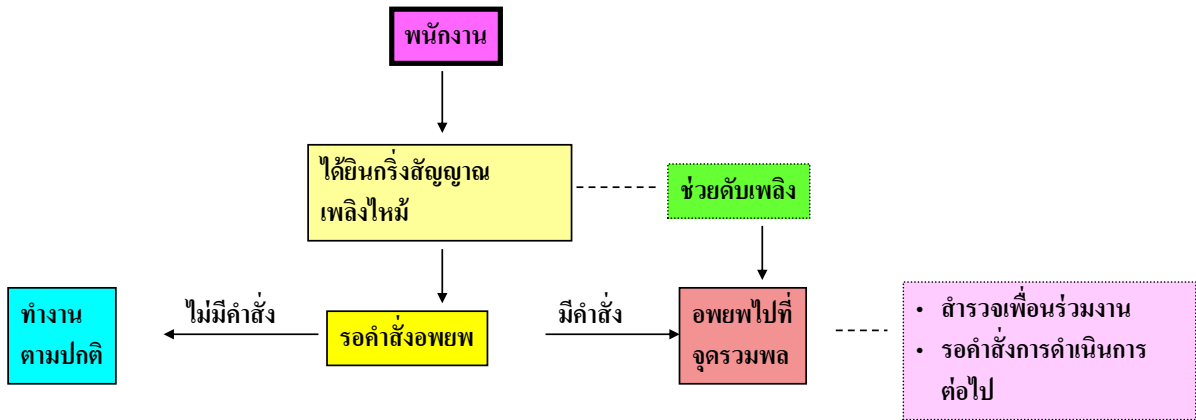 พนักงาน
ได้ยินกริ่งสัญญาณ
เพลิงไหม้
ช่วยดับเพลิง
ทำงาน
ตามปกติ
ไม่มีคำสั่ง
รอคำสั่งอพยพ
มีคำสั่ง
อพยพไปที่
จุดรวมพล
• สำรวจเพื่อนร่วมงาน
• รอคำสั่งการดำเนินการ
ต่อไป